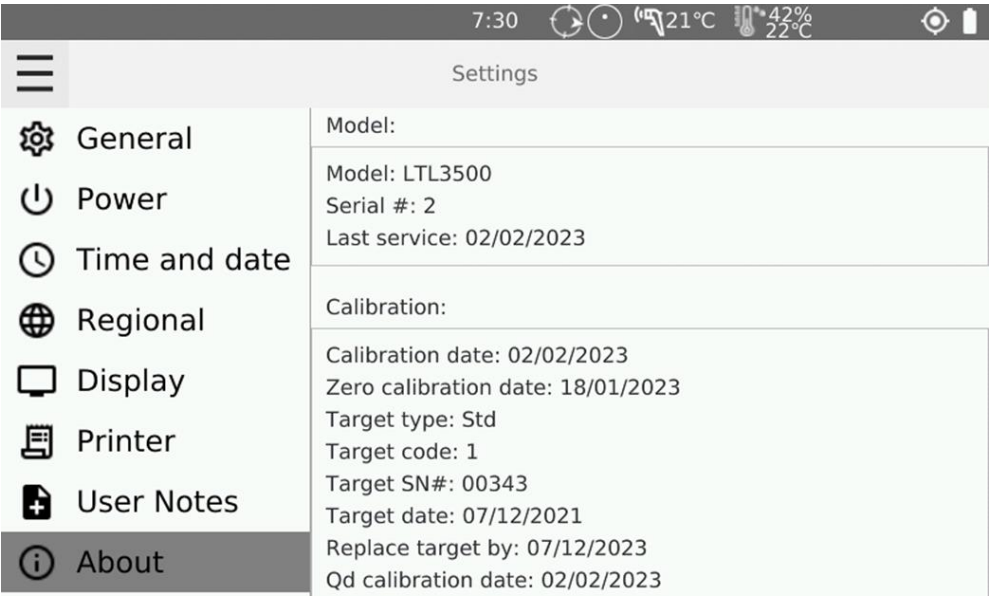 7:30 21°C 42% 22°C
Settings
General
Power
Time and date
Regional
Display
Printer
User Notes
About
Model:
Model: LTL3500
Serial #: 2
Last service: 02/02/2023
Calibration:
Calibration date: 02/02/2023
Zero calibration date: 18/01/2023
Target type: Std
Target code: 1
Target SN#: 00343
Target date: 07/12/2021
Replace target by: 07/12/2023
Qd calibration date: 02/02/2023